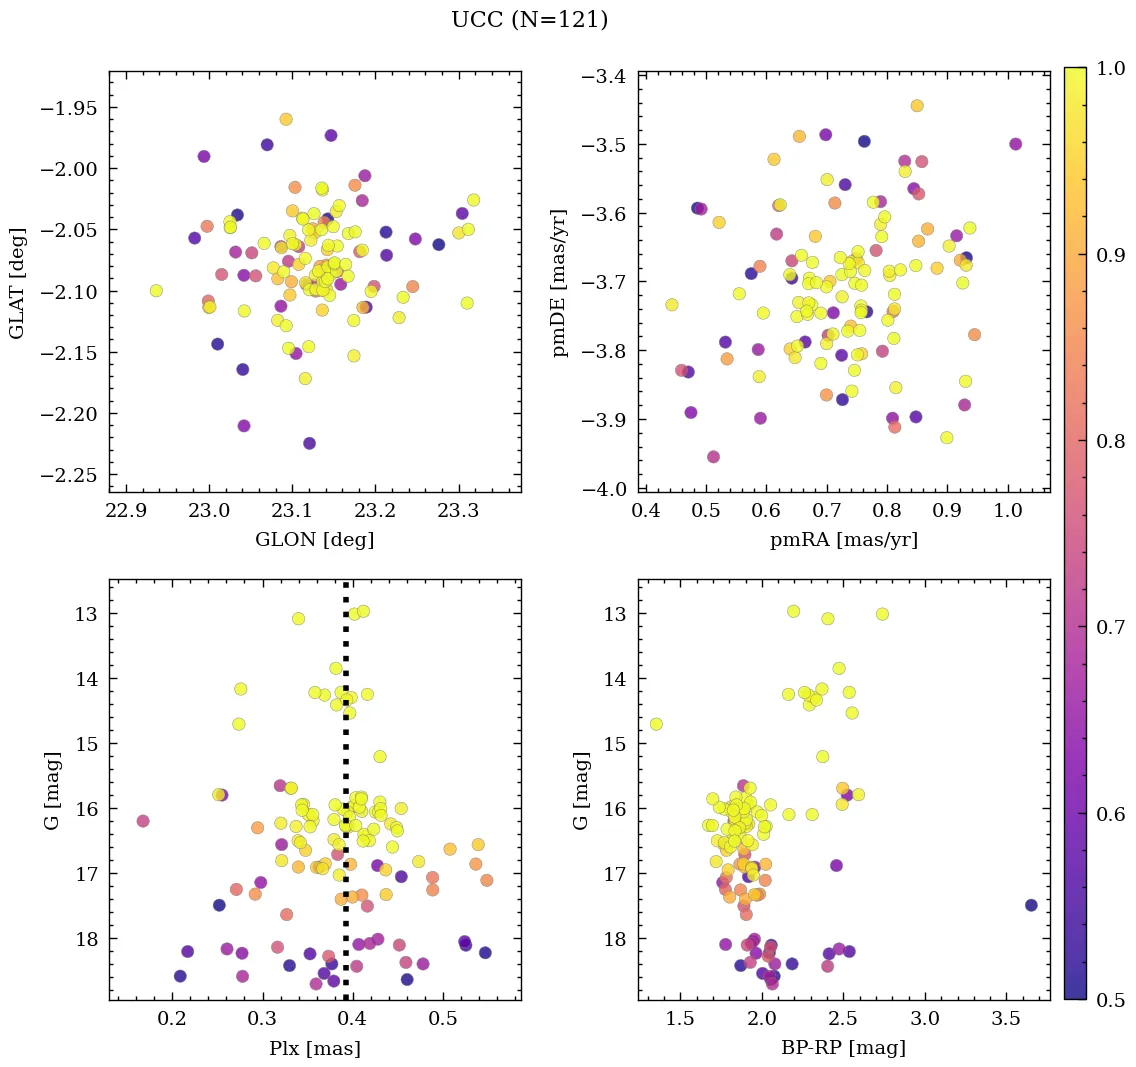 UCC (N=121)
−1.95
−2.00
−2.05
−2.10
−2.15
−2.20
−2.25
GLAT [deg]
22.9 23.0 23.1 23.2 23.3
GLON [deg]
−3.4
−3.5
−3.6
−3.7
−3.8
−3.9
−4.0
pmDE [mas/yr]
0.4 0.5 0.6 0.7 0.8 0.9 1.0
pmRA [mas/yr]
13
14
15
16
17
18
G [mag]
0.2 0.3 0.4 0.5
Plx [mas]
13
14
15
16
17
18
G [mag]
1.5 2.0 2.5 3.0 3.5
BP-RP [mag]
1.0
0.9
0.8
0.7
0.6
0.5